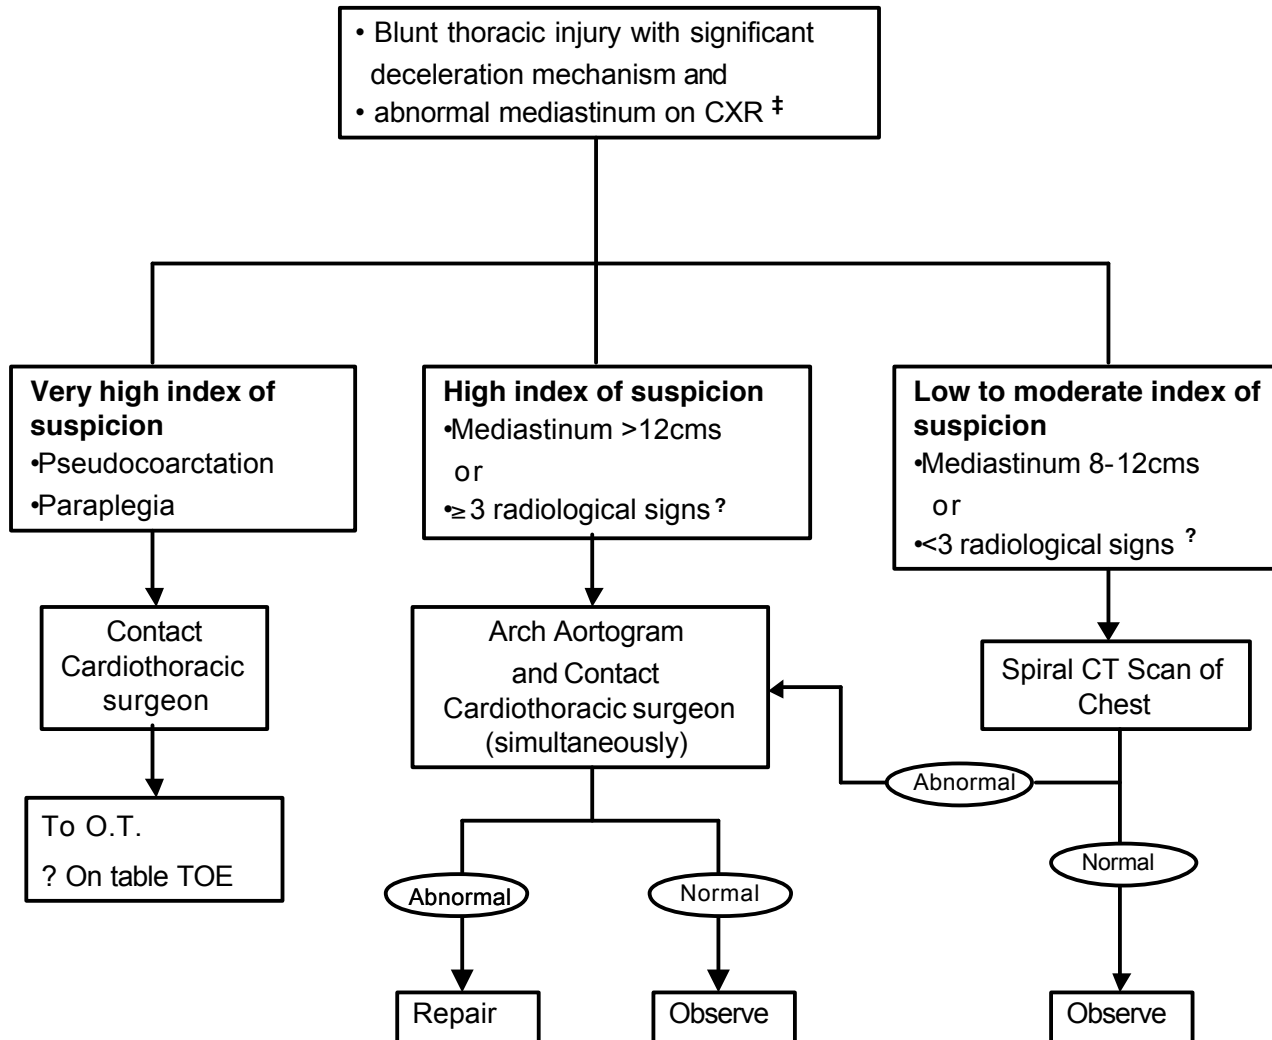 • Blunt thoracic injury with significant
deceleration mechanism and
• abnormal mediastinum on CXR ‡
Very high index of
suspicion
•Pseudocoarctation
•Paraplegia
High index of suspicion
•Mediastinum >12cms
or
•≥ 3 radiological signs ?
Low to moderate index of
suspicion
•Mediastinum 8-12cms
or
•<3 radiological signs ?
Contact
Cardiothoracic
surgeon
Arch Aortogram
and Contact
Cardiothoracic surgeon
(simultaneously)
Spiral CT Scan of
Chest
To O.T.
? On table TOE
Abnormal
Normal
Abnormal
Normal
Repair
Observe
Observe